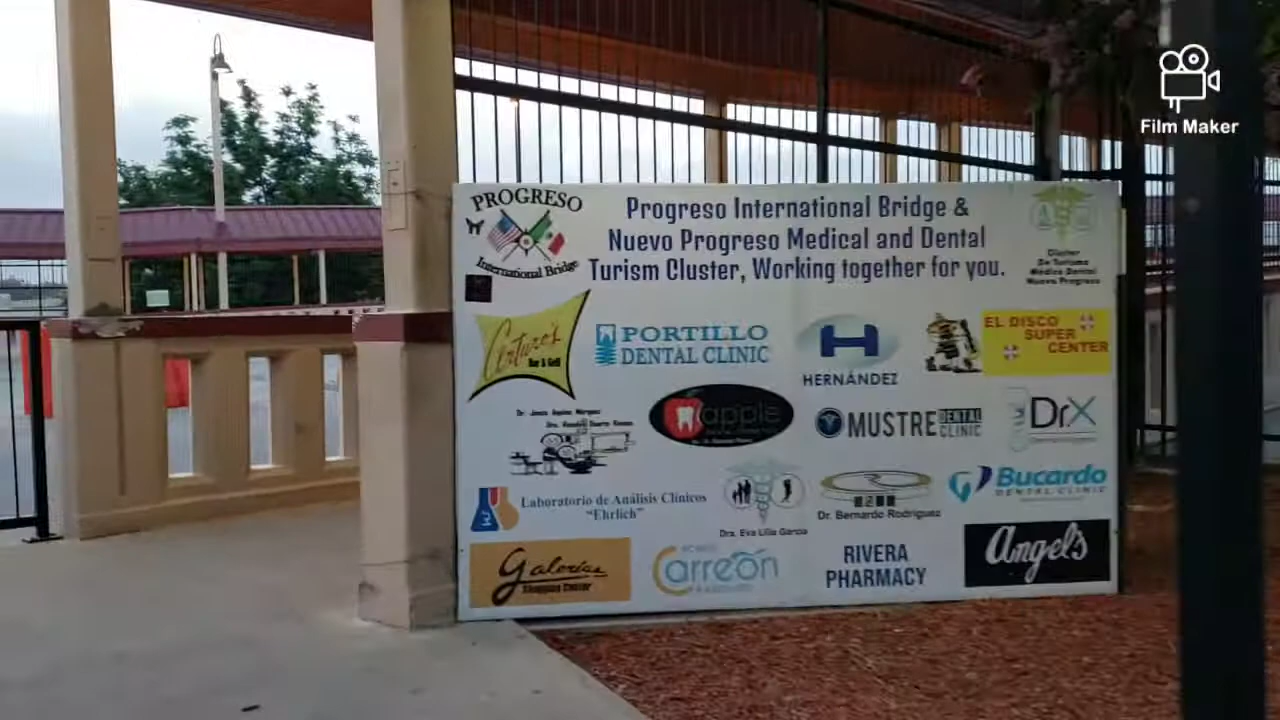 Film Maker
PROGRESO
International Bridge
Progreso International Bridge &
Nuevo Progreso Medical and Dental
Turism Cluster, Working together for you.
Cluster
De Turismo
Médico Dental
Nuevo Progreso
Arturo's
Bar & Grill
PORTILLO
DENTAL CLINIC
HERNÁNDEZ
EL DISCO
SUPER
CENTER
apple
MUSTRE DENTAL CLINIC
DrX
Laboratorio de Análisis Clínicos
"Ehrlich"
Dra. Eva Lilia Garcia
Dr. Bernardo Rodriguez
Bucardo
DENTAL CLINIC
Galerias
Shopping Center
Carreón
RIVERA
PHARMACY
Angel's